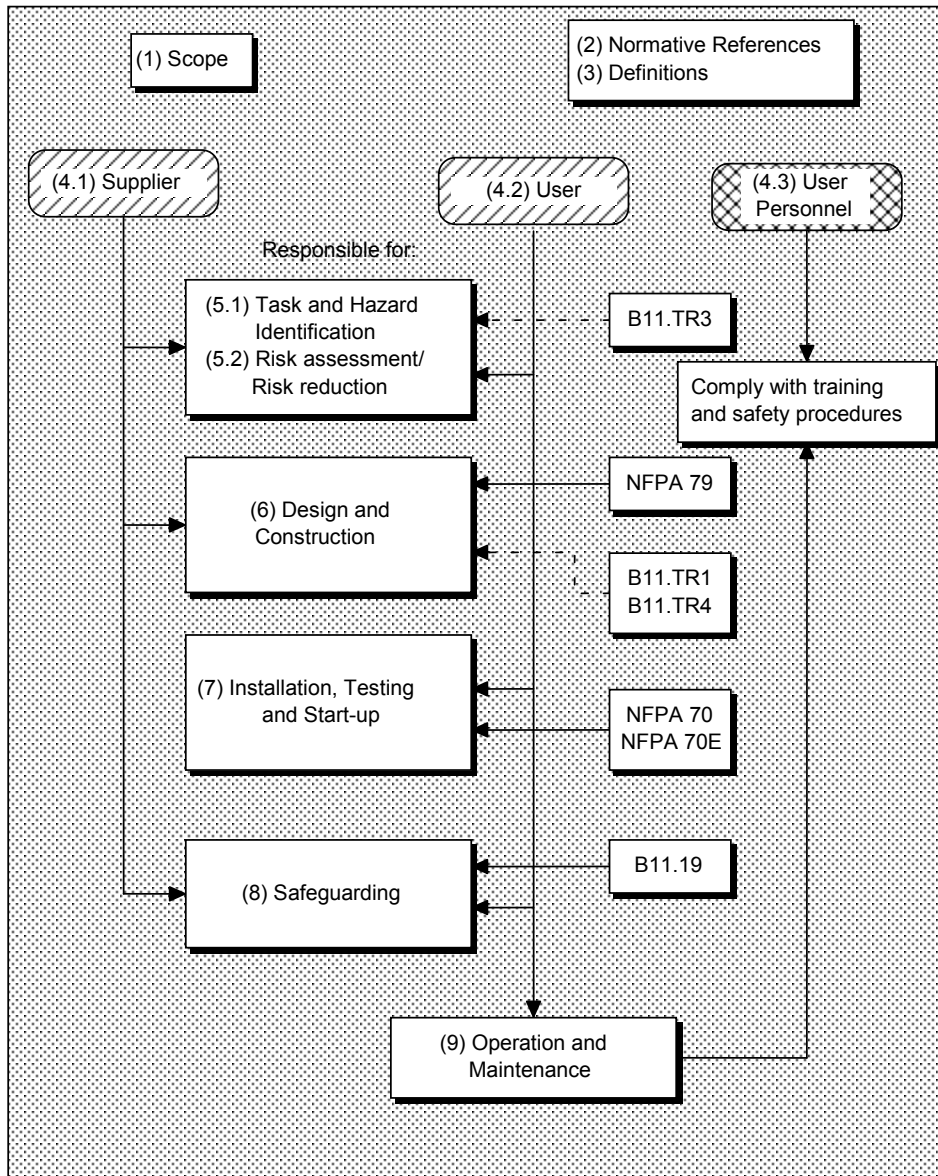 (1) Scope
(2) Normative References
(3) Definitions
(4.1) Supplier
(4.2) User
(4.3) User
Personnel
Responsible for:
(5.1) Task and Hazard
Identification
(5.2) Risk assessment/
Risk reduction
B11.TR3
Comply with training
and safety procedures
(6) Design and
Construction
NFPA 79
B11.TR1
B11.TR4
(7) Installation, Testing
and Start-up
NFPA 70
NFPA 70E
(8) Safeguarding
B11.19
(9) Operation and
Maintenance